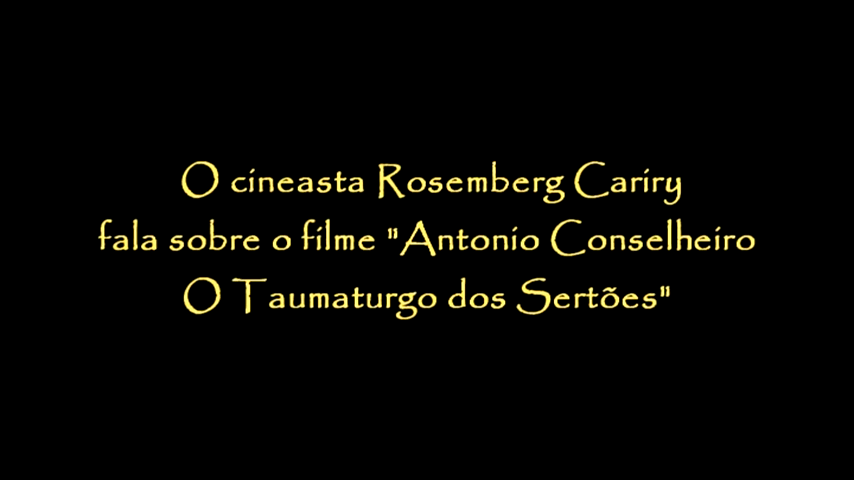 O cineasta Rosemberg Cariry
fala sobre o filme "Antonio Conselheiro
O Taumaturgo dos Sertões"